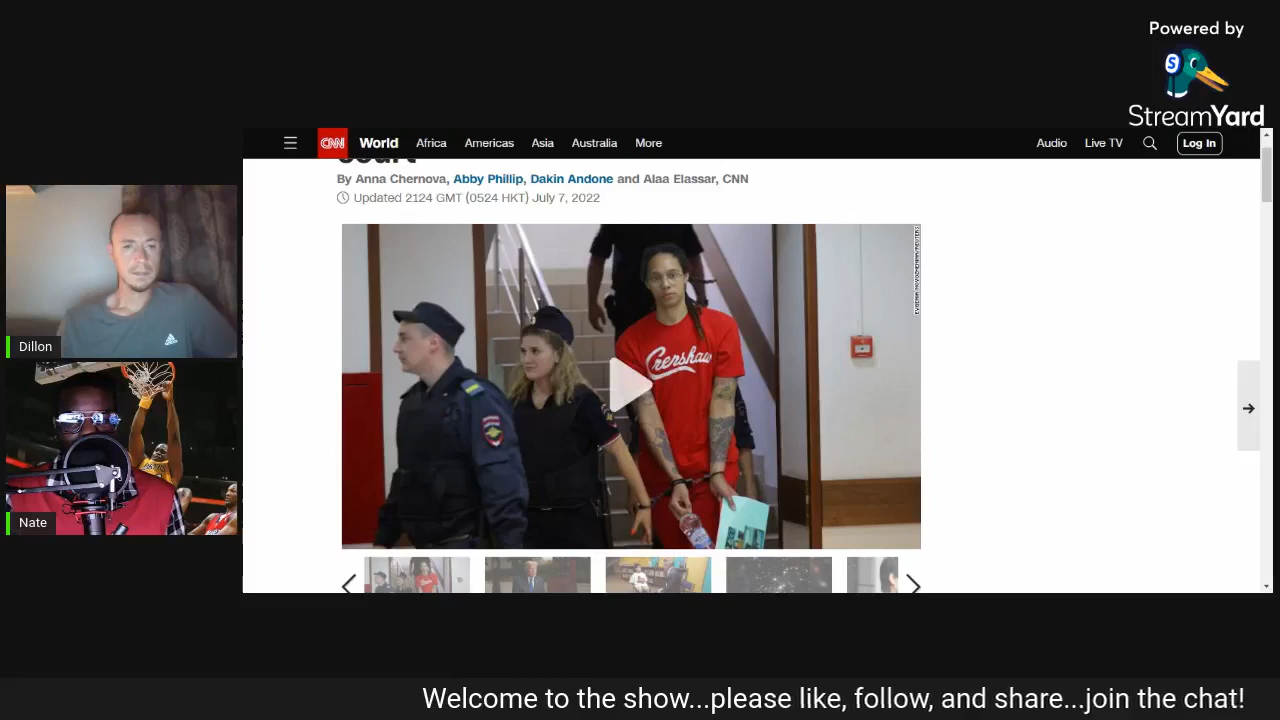 Powered by
StreamYard
CNN World Africa Americas Asia Australia More Audio Live TV Log In
court
By Anna Chernova, Abby Phillip, Dakin Andone and Alaa Elassar, CNN
Updated 2124 GMT (0524 HKT) July 7, 2022
Crenshaw
Dillon
Nate
Welcome to the show...please like, follow, and share...join the chat!